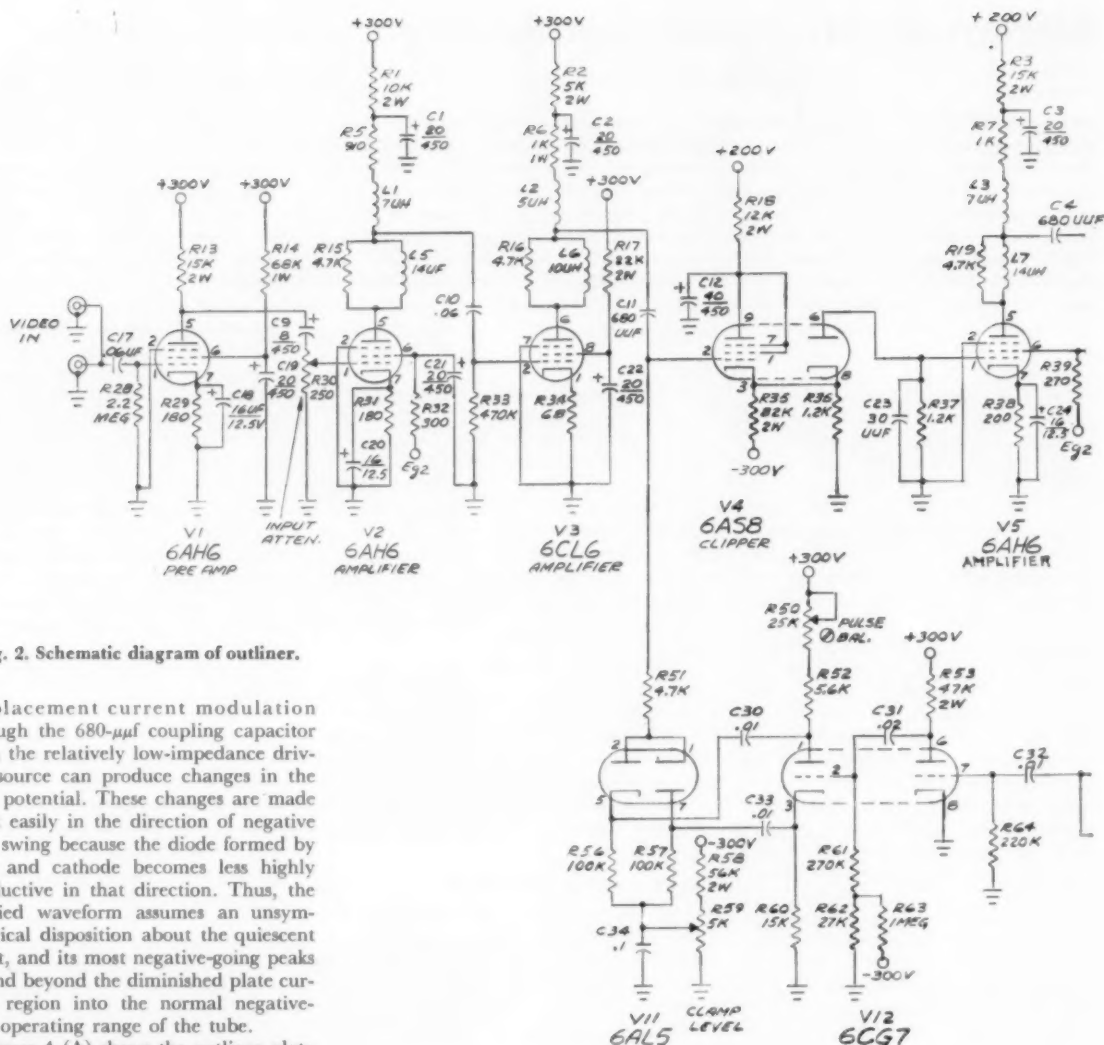 +300V
R1
10K
2W
+ C1
20
450
R5
910
L1
7UH
+300V
R2
5K
2W
+ C2
20
450
R6
1K
1W
L2
5UH
+200V
R3
15K
2W
+ C3
20
450
R7
1K
L3
7UH
C4
680UUF
+300V
R13
15K
2W
+300V
R14
68K
1W
R15
4.7K
L5
14UF
C10
.06
R16
4.7K
L6
10UH
+300V
R17
2W
C11
680
UUF
+200V
R18
12K
2W
C12
40
450
R19
4.7K
L7
14UH
VIDEO
IN
C17
.06UF
R28
2.2
MEG
R29
180
C18
16UF
12.5V
C9
8
450
C19
20
450
R30
250
INPUT
ATTEN.
R31
180
C20
16
12.5
R32
300
Eg2
C21
20
450
R33
470K
R34
68
C22
20
450
R35
82K
2W
-300V
R36
1.2K
C23
30
UUF
R37
1.2K
R38
200
C24
16
12.5
R39
270
Eg2
V1
6AH6
PRE AMP
V2
6AH6
AMPLIFIER
V3
6CL6
AMPLIFIER
V4
6AS8
CLIPPER
V5
6AH6
AMPLIFIER
g. 2. Schematic diagram of outliner.
placement current modulation
ugh the 680-μμf coupling capacitor
the relatively low-impedance driv-
source can produce changes in the
potential. These changes are made
easily in the direction of negative
swing because the diode formed by
and cathode becomes less highly
ductive in that direction. Thus, the
ied waveform assumes an unsym-
ical disposition about the quiescent
t, and its most negative-going peaks
nd beyond the diminished plate cur-
region into the normal negative-
operating range of the tube.
+300V
R50
25K
PULSE
BAL.
R52
5.6K
+300V
R53
47K
2W
R51
4.7K
C30
.01
C31
.02
C32
C33
.01
R56
100K
R57
100K
-300V
R58
56K
2W
R59
5K
C34
.1
R60
15K
R61
270K
R62
27K
R63
1MEG
-300V
R64
220K
V11
6AL5
CLAMP
LEVEL
V12
6CG7